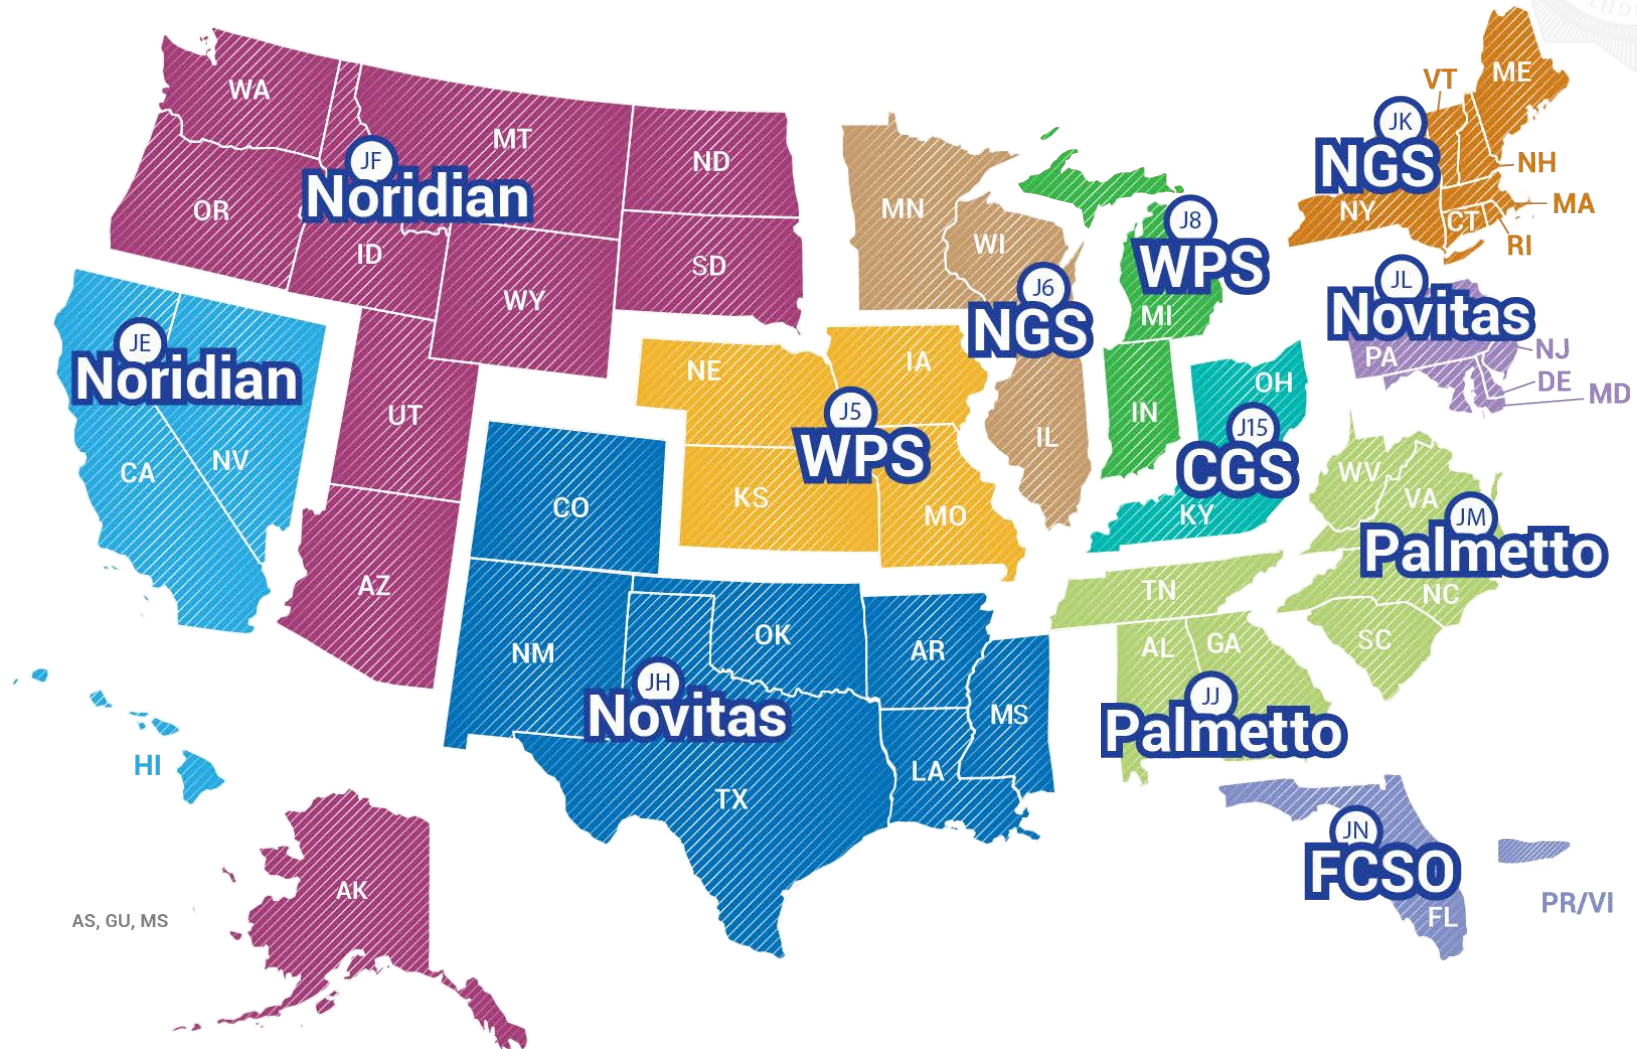 WA
MT
ND
OR
JF
Noridian
ID
SD
WY
JE
Noridian
CA
NV
UT
AZ
HI
AK
AS, GU, MS
MN
WI
J6
NGS
IL
J8
WPS
MI
IN
NE
IA
J5
WPS
KS
MO
CO
NM
OK
AR
JH
Novitas
TX
LA
MS
OH
J15
CGS
KY
VT
ME
JK
NGS
NH
NY
MA
CT
RI
JL
Novitas
PA
NJ
DE
MD
WV
VA
JM
Palmetto
NC
TN
SC
AL
GA
JJ
Palmetto
JN
FCSO
FL
PR/VI